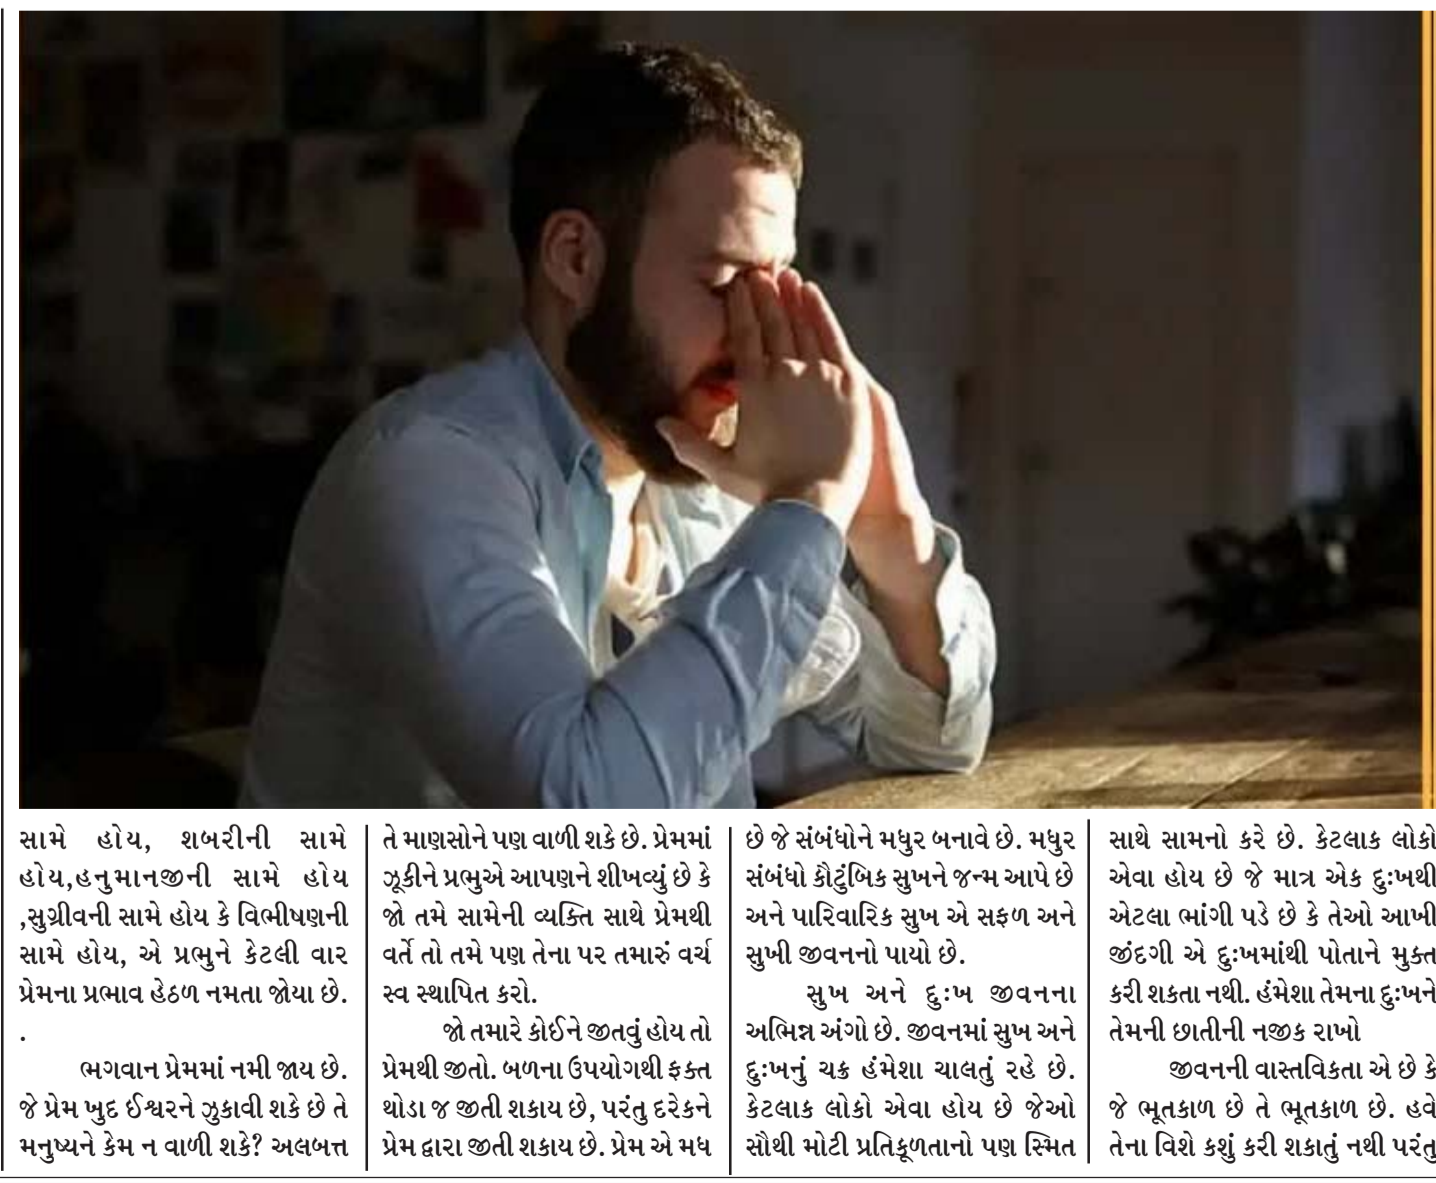 સામે હોય, શબરીની સામે
હોય,હનુમાનજીની સામે હોય
,સુગ્રીવની સામે હોય કે વિભીષણની
સામે હોય, એ પ્રભુને કેટલી વાર
પ્રેમના પ્રભાવ હેઠળ નમતા જોયા છે.
.
ભગવાન પ્રેમમાં નમી જાય છે.
જે પ્રેમ ખુદ ઈશ્વરને ઝુકાવી શકે છે તે
મનુષ્યને કેમ ન વાળી શકે? અલબત્ત
તે માણસોને પણ વાળી શકે છે. પ્રેમમાં
ઝૂકીને પ્રભુએ આપણને શીખવ્યું છે કે
જો તમે સામેની વ્યક્તિ સાથે પ્રેમથી
વર્તે તો તમે પણ તેના પર તમારું વર્ચ
સ્વ સ્થાપિત કરો.
જો તમારે કોઈને જીતવું હોય તો
પ્રેમથી જીતો. બળના ઉપયોગથી ફક્ત
થોડા જ જીતી શકાય છે, પરંતુ દરેકને
પ્રેમ દ્વારા જીતી શકાય છે. પ્રેમ એ મધ
છે જે સંબંધોને મધુર બનાવે છે. મધુર
સંબંધો કૌટુંબિક સુખને જન્મ આપે છે
અને પારિવારિક સુખ એ સફળ અને
સુખી જીવનનો પાયો છે.
સુખ અને દુઃખ જીવનના
અભિન્ન અંગો છે. જીવનમાં સુખ અને
દુઃખનું ચક્ર હંમેશા ચાલતું રહે છે.
કેટલાક લોકો એવા હોય છે જેઓ
સૌથી મોટી પ્રતિકૂળતાનો પણ સ્મિત
સાથે સામનો કરે છે. કેટલાક લોકો
એવા હોય છે જે માત્ર એક દુઃખથી
એટલા ભાંગી પડે છે કે તેઓ આખી
જીંદગી એ દુઃખમાંથી પોતાને મુક્ત
કરી શકતા નથી. હંમેશા તેમના દુઃખને
તેમની છાતીની નજીક રાખો
જીવનની વાસ્તવિકતા એ છે કે
જે ભૂતકાળ છે તે ભૂતકાળ છે. હવે
તેના વિશે કશું કરી શકાતું નથી પરંતુ